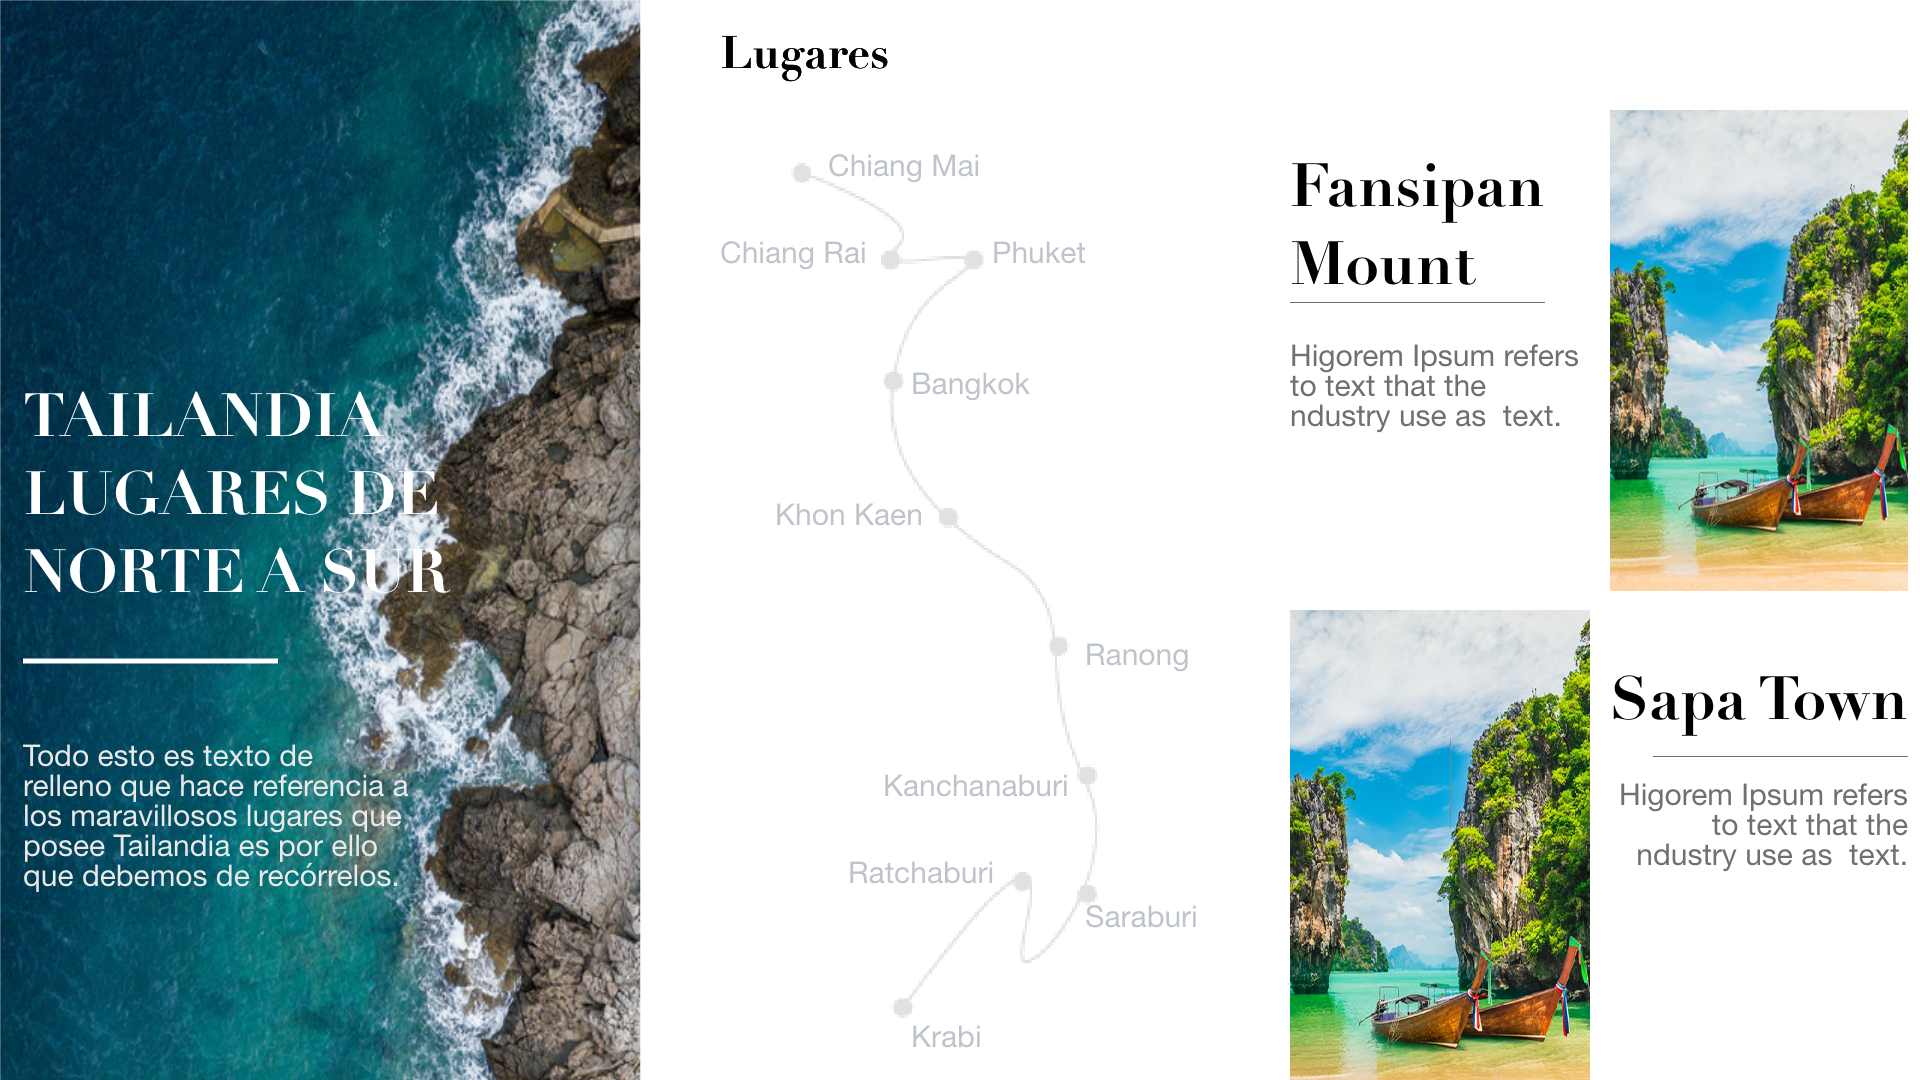 TAILANDIA
LUGARES DE
NORTE A SUR
Todo esto es texto de
relleno que hace referencia a
los maravillosos lugares que
posee Tailandia es por ello
que debemos de recórrelos.
Lugares
Chiang Mai
Chiang Rai
Phuket
Bangkok
Khon Kaen
Ranong
Kanchanaburi
Ratchaburi
Saraburi
Krabi
Fansipan
Mount
Higorem Ipsum refers
to text that the
ndustry use as  text.
Sapa Town
Higorem Ipsum refers
to text that the
ndustry use as  text.